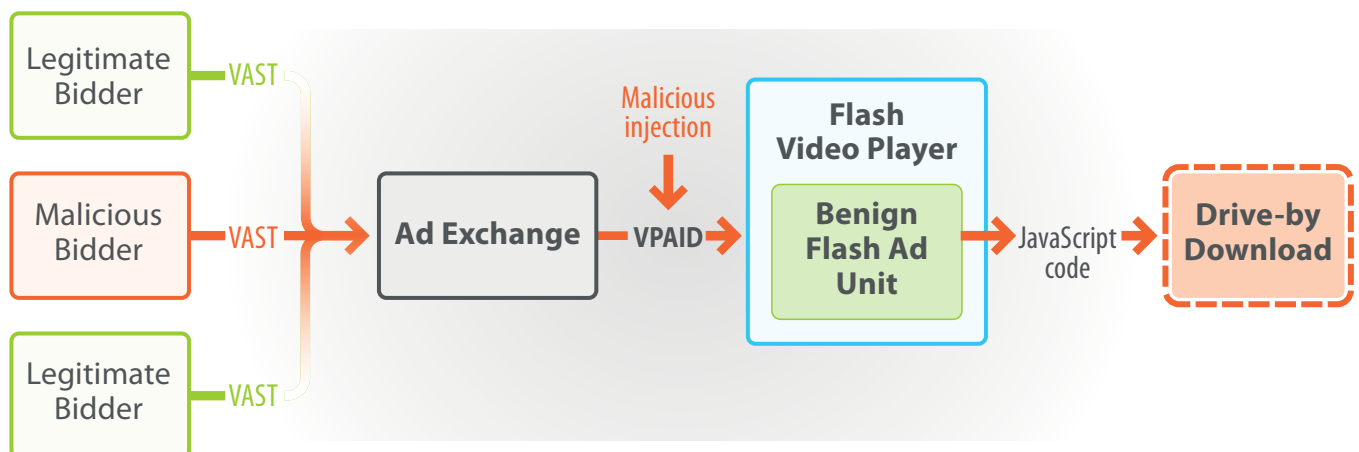 Legitimate
Bidder
VAST
Malicious
Bidder
VAST
Legitimate
Bidder
VAST
Ad Exchange
Malicious
injection
VPAID
Flash
Video Player
Benign
Flash Ad
Unit
JavaScript
code
Drive-by
Download